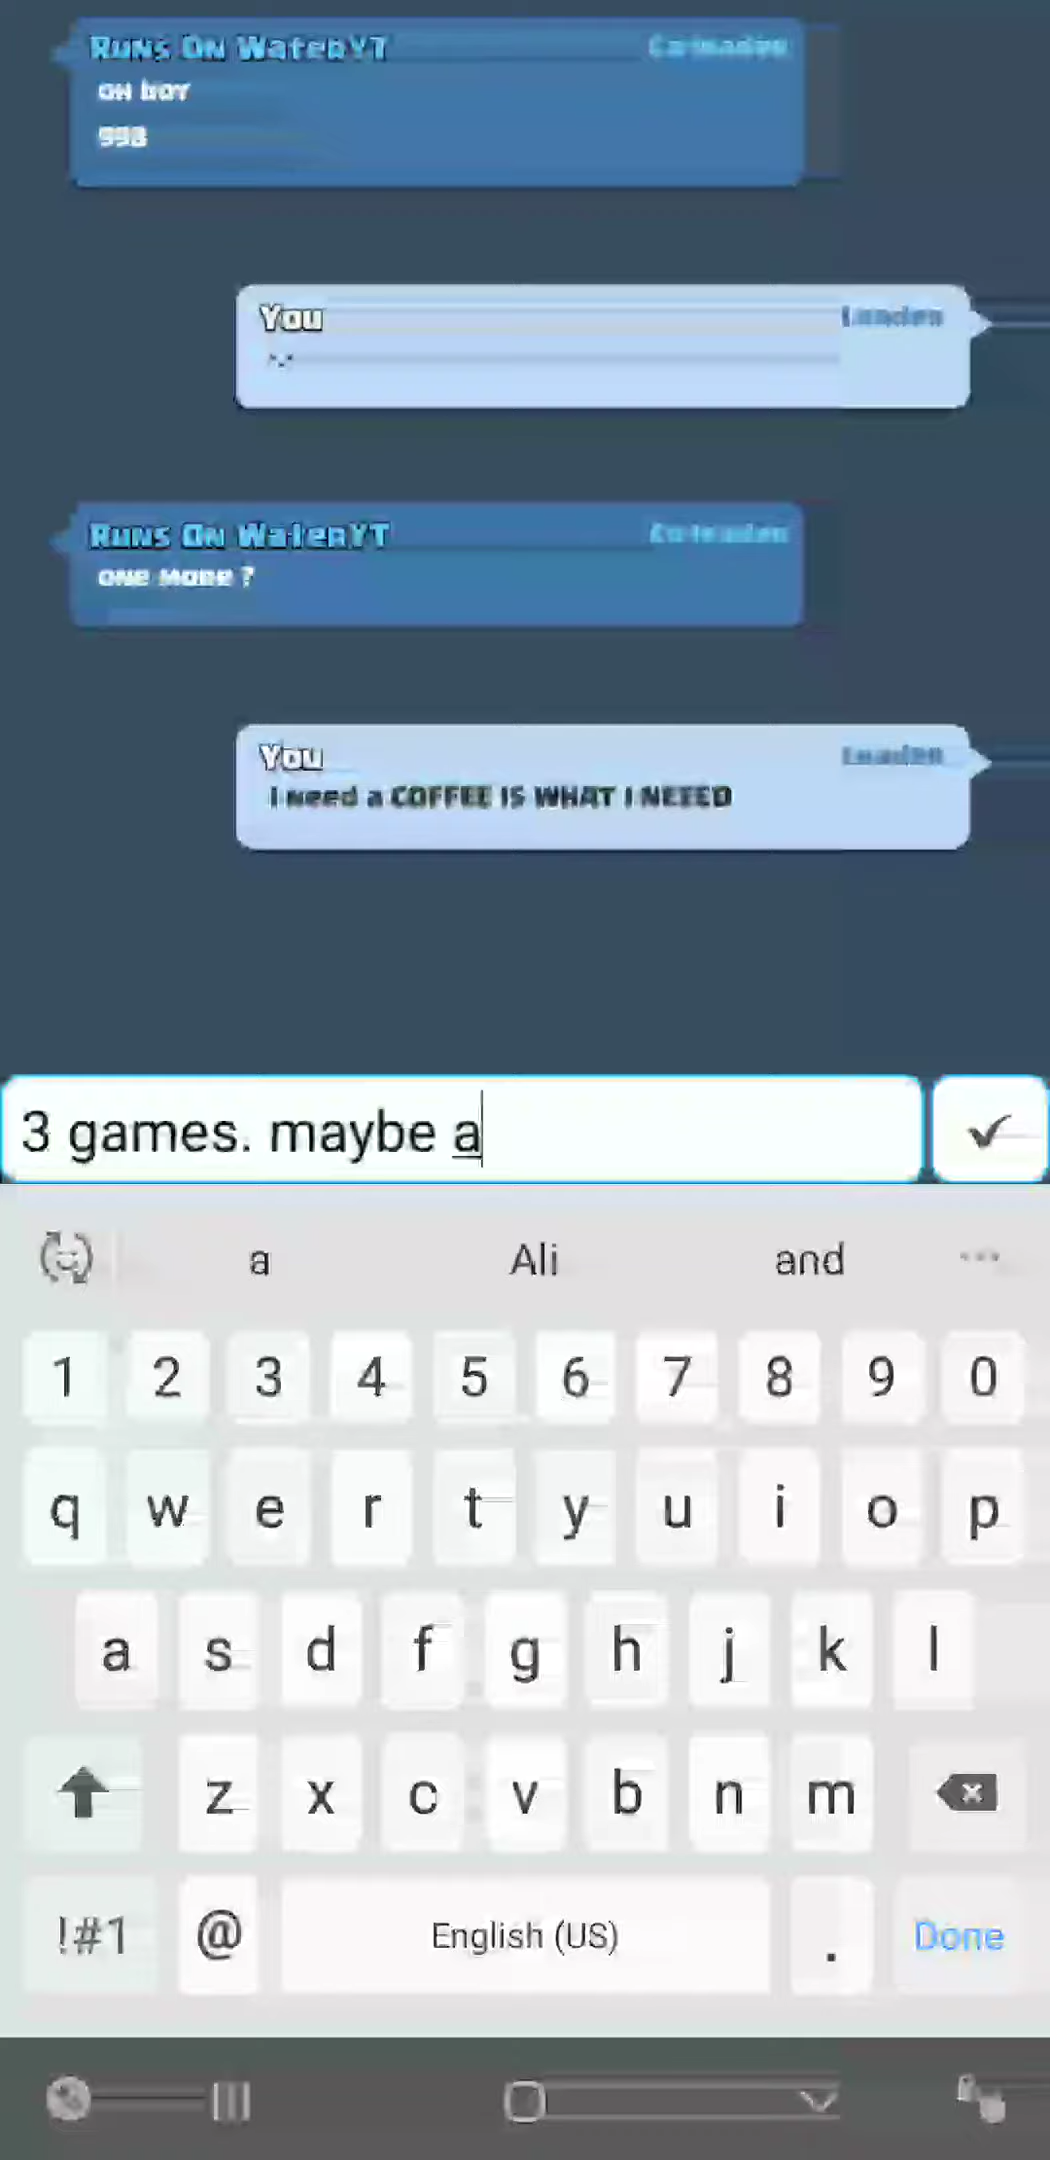 Runs On WaterYT Co-leader
OH BOY
998
You Leader
;-;
Runs On WaterYT Co-leader
ONE MORE ?
You Leader
I need a COFFEE IS WHAT I NEEED
3 games. maybe a
a Ali and
1 2 3 4 5 6 7 8 9 0
q w e r t y u i o p
a s d f g h j k l
z x c v b n m
!#1 @ English (US) . Done